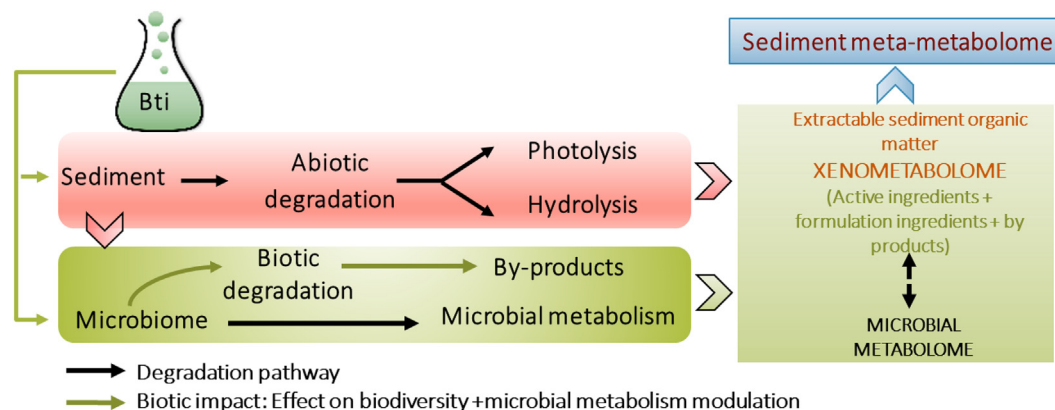 Bti
Sediment
Abiotic
degradation
Photolysis
Hydrolysis
Microbiome
Biotic
degradation
By-products
Microbial metabolism
Sediment meta-metabolome
Extractable sediment organic
matter
XENOMETABOLOME
(Active ingredients +
formulation ingredients + by
products)
MICROBIAL
METABOLOME
Degradation pathway
Biotic impact: Effect on biodiversity +microbial metabolism modulation